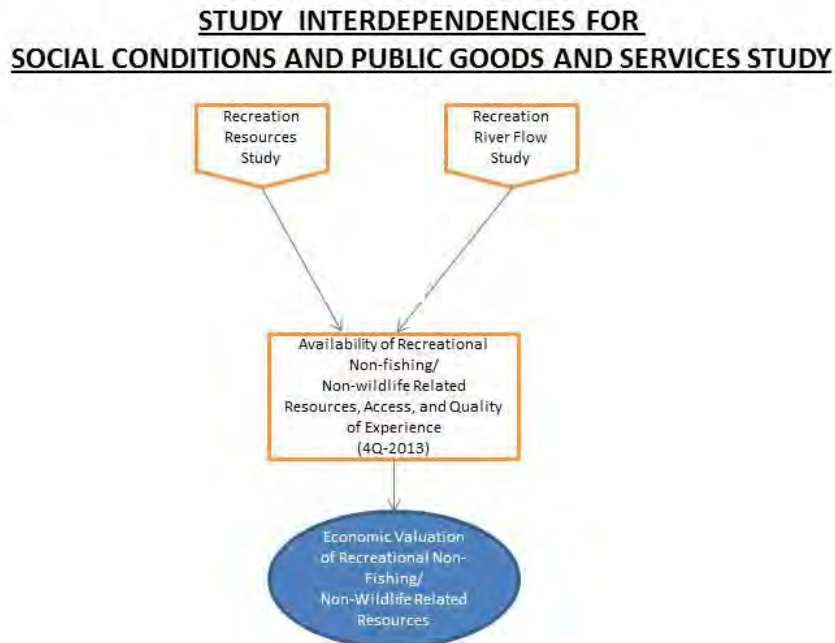 STUDY INTERDEPENDENCIES FOR
SOCIAL CONDITIONS AND PUBLIC GOODS AND SERVICES STUDY
Recreation
Resources
Study
Recreation
River Flow
Study
Availability of Recreational
Non-fishing/
Non-wildlife Related
Resources, Access, and Quality
of Experience
(4Q-2013)
Economic Valuation
of Recreational Non-
Fishing/
Non-Wildlife Related
Resources